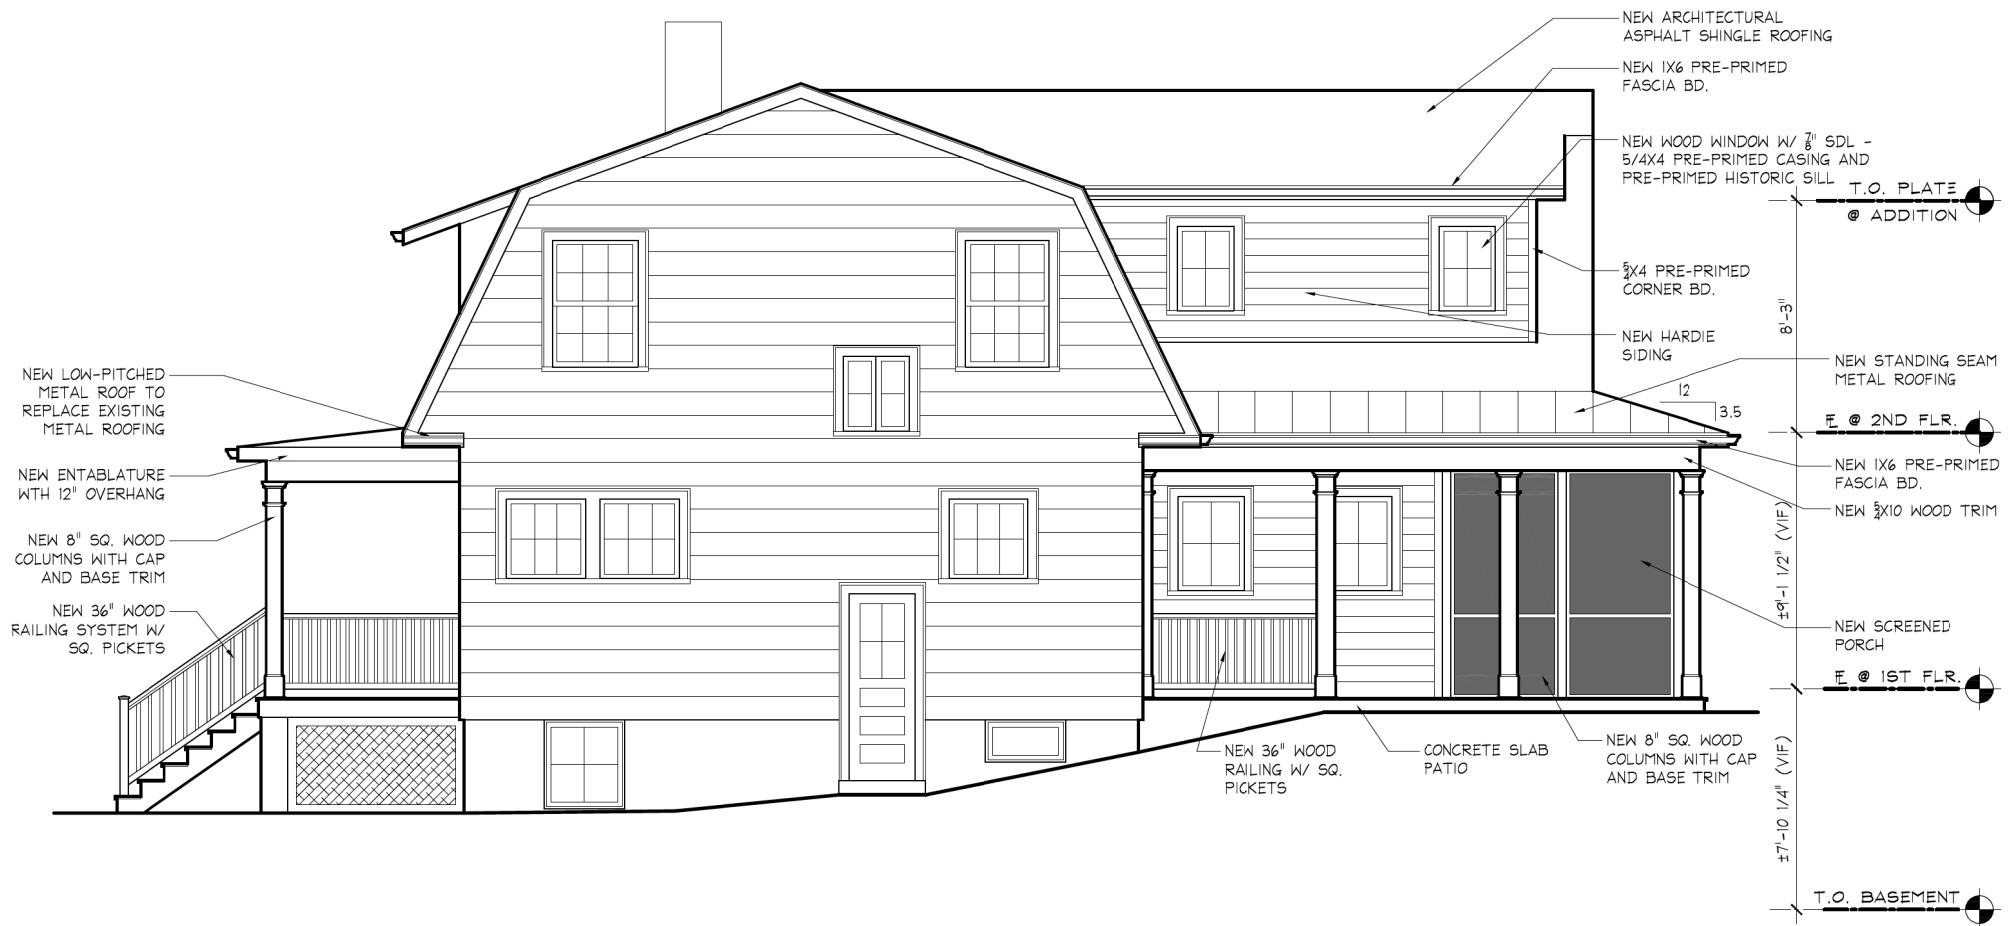 NEW ARCHITECTURAL
ASPHALT SHINGLE ROOFING
NEW 1X6 PRE-PRIMED
FASCIA BD.
NEW WOOD WINDOW W/ 7/8" SDL -
5/4X4 PRE-PRIMED CASING AND
PRE-PRIMED HISTORIC SILL
T.O. PLATE
@ ADDITION
5/4X4 PRE-PRIMED
CORNER BD.
8'-3"
NEW HARDIE
SIDING
NEW STANDING SEAM
METAL ROOFING
12
3.5
FL @ 2ND FLR.
NEW 1X6 PRE-PRIMED
FASCIA BD.
NEW 5/4X10 WOOD TRIM
±9'-1 1/2" (VIF)
NEW SCREENED
PORCH
FL @ 1ST FLR.
NEW LOW-PITCHED
METAL ROOF TO
REPLACE EXISTING
METAL ROOFING
NEW ENTABLATURE
WTH 12" OVERHANG
NEW 8" SQ. WOOD
COLUMNS WITH CAP
AND BASE TRIM
NEW 36" WOOD
RAILING SYSTEM W/
SQ. PICKETS
NEW 36" WOOD
RAILING W/ SQ.
PICKETS
CONCRETE SLAB
PATIO
NEW 8" SQ. WOOD
COLUMNS WITH CAP
AND BASE TRIM
±7'-10 1/4" (VIF)
T.O. BASEMENT